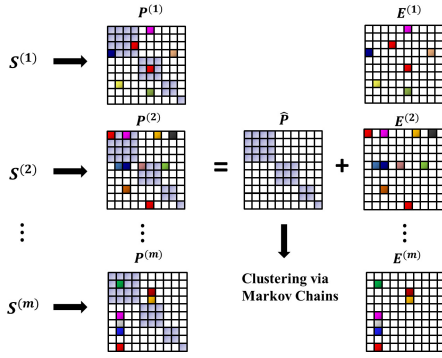 P^(1) E^(1)
S^(1)
P^(2) P̂ E^(2)
S^(2) = +
⋮ ⋮ ⋮
P^(m) E^(m)
Clustering via
Markov Chains
S^(m)